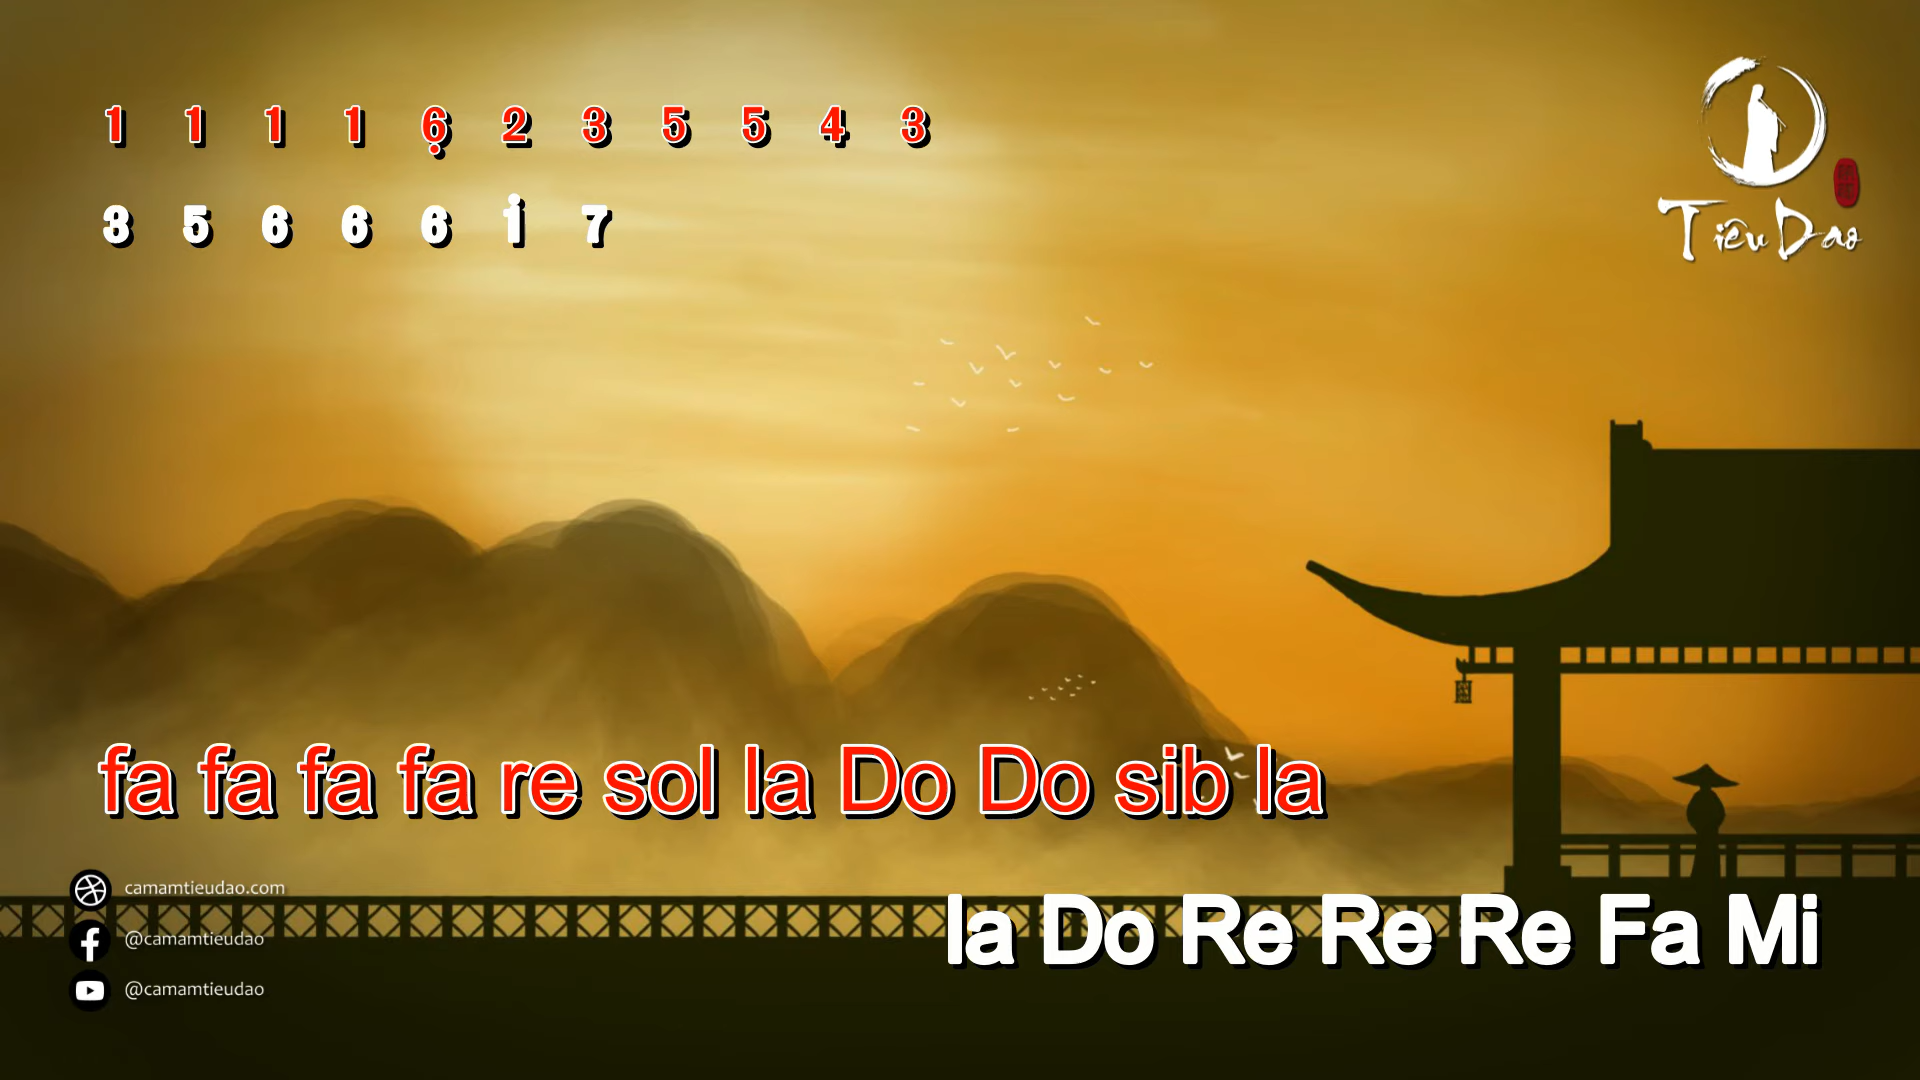 1 1 1 1 6̣ 2 3 5 5 4 3
3 5 6 6 6 1̇ 7
Tiêu Dao
fa fa fa fa re sol la Do Do sib la
la Do Re Re Re Fa Mi
camamtieudao.com
@camamtieudao
@camamtieudao